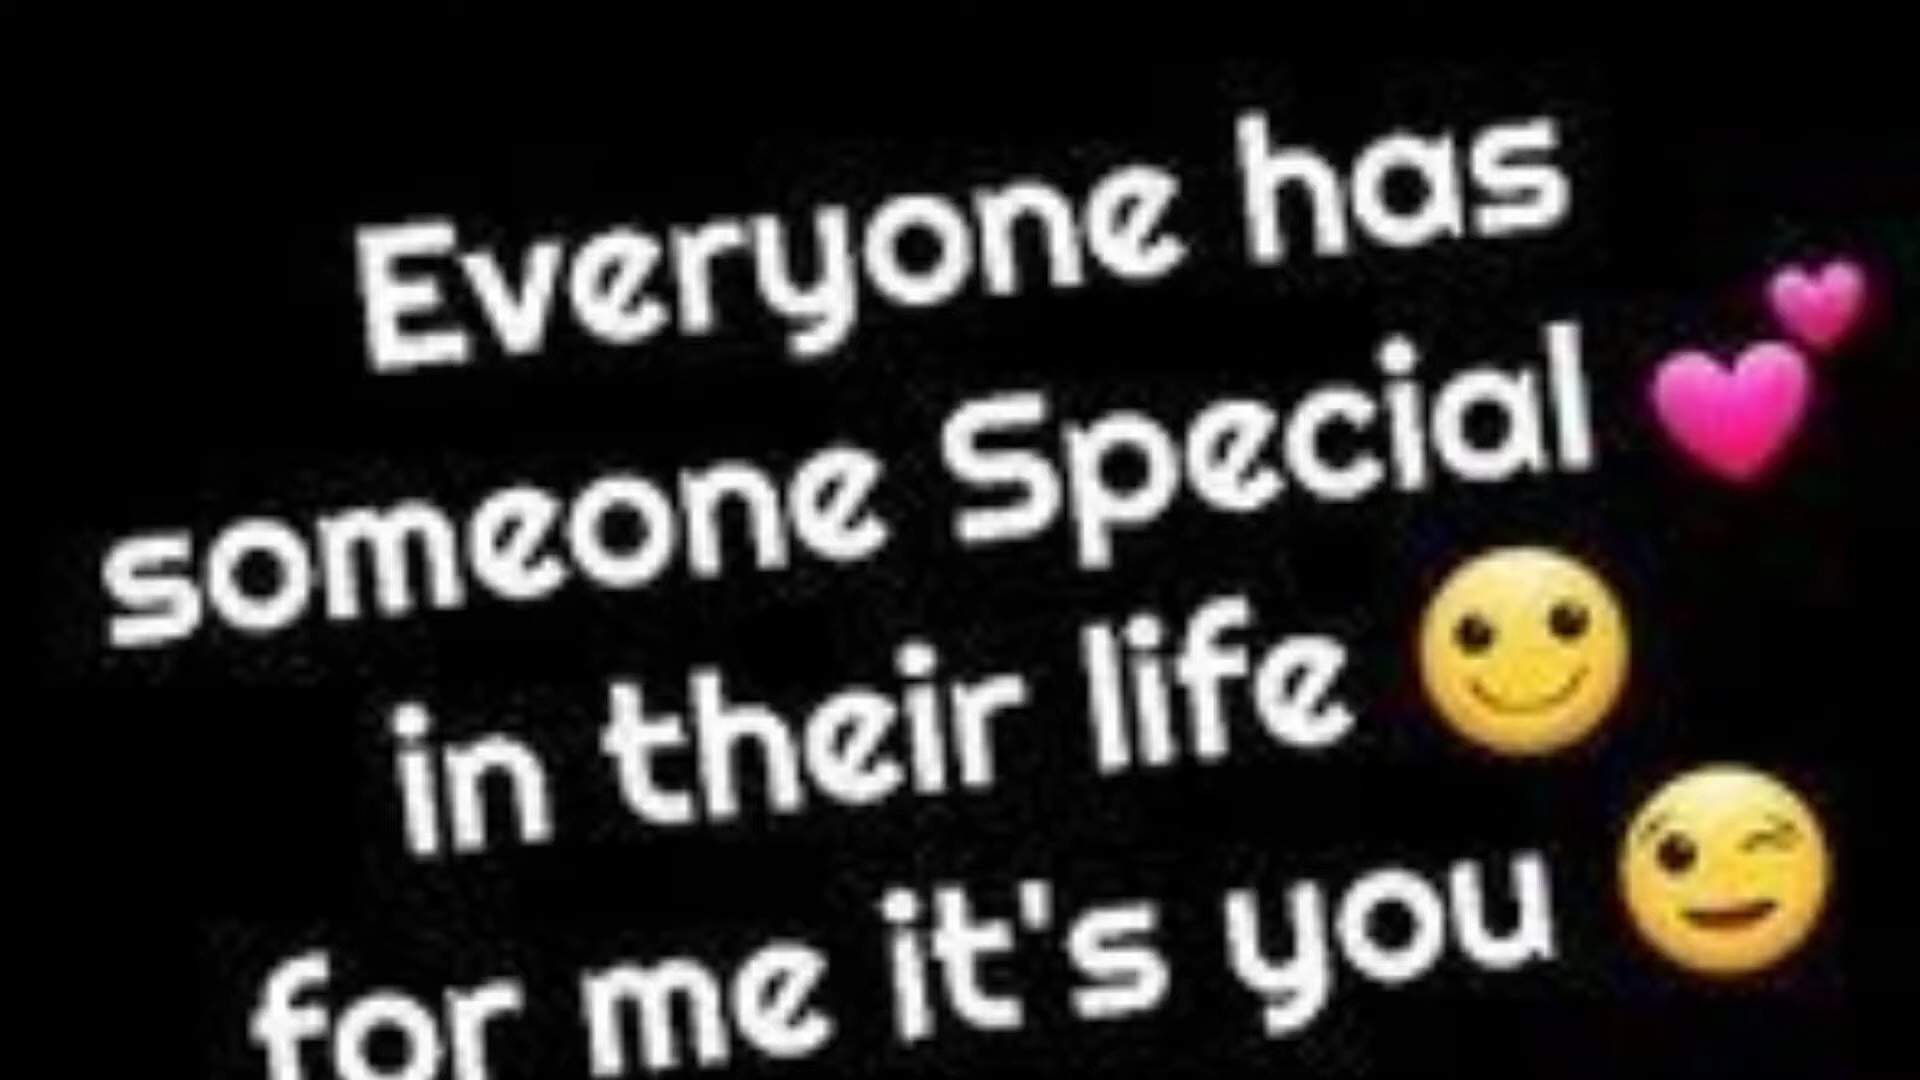 Everyone has
someone Special 💕
in their life 🙂
for me it's you 😉